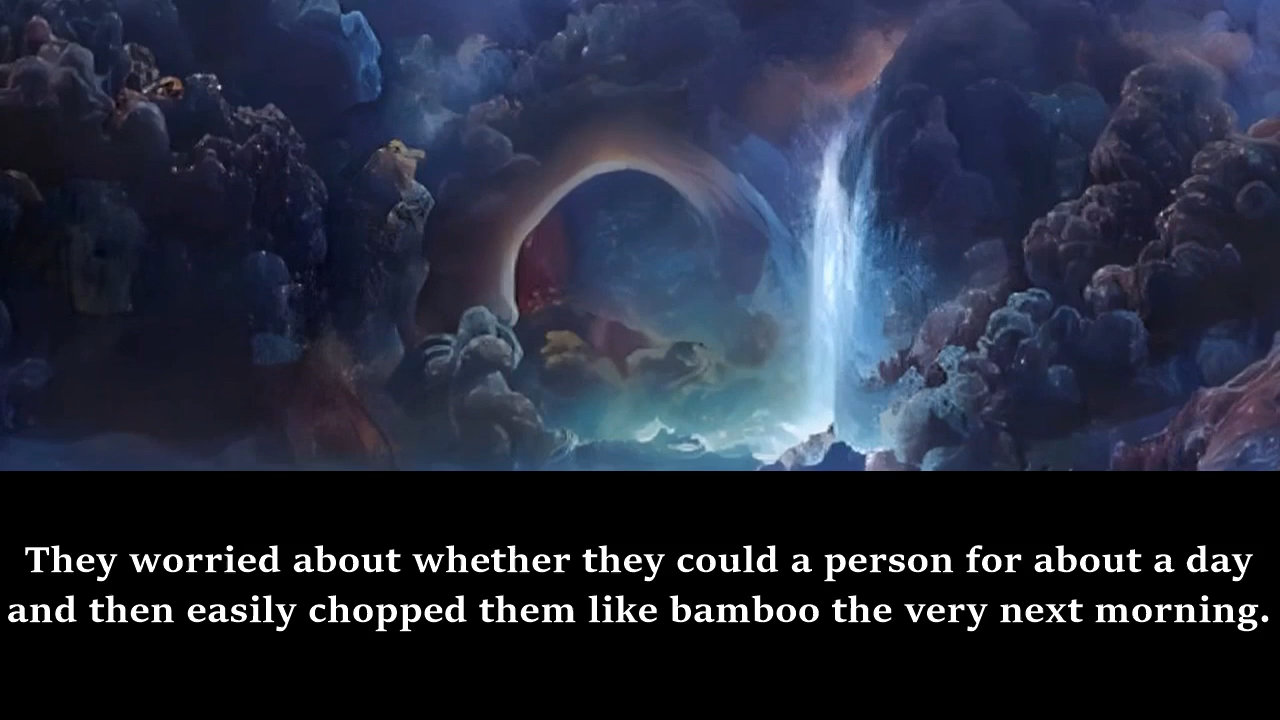 They worried about whether they could a person for about a day
and then easily chopped them like bamboo the very next morning.